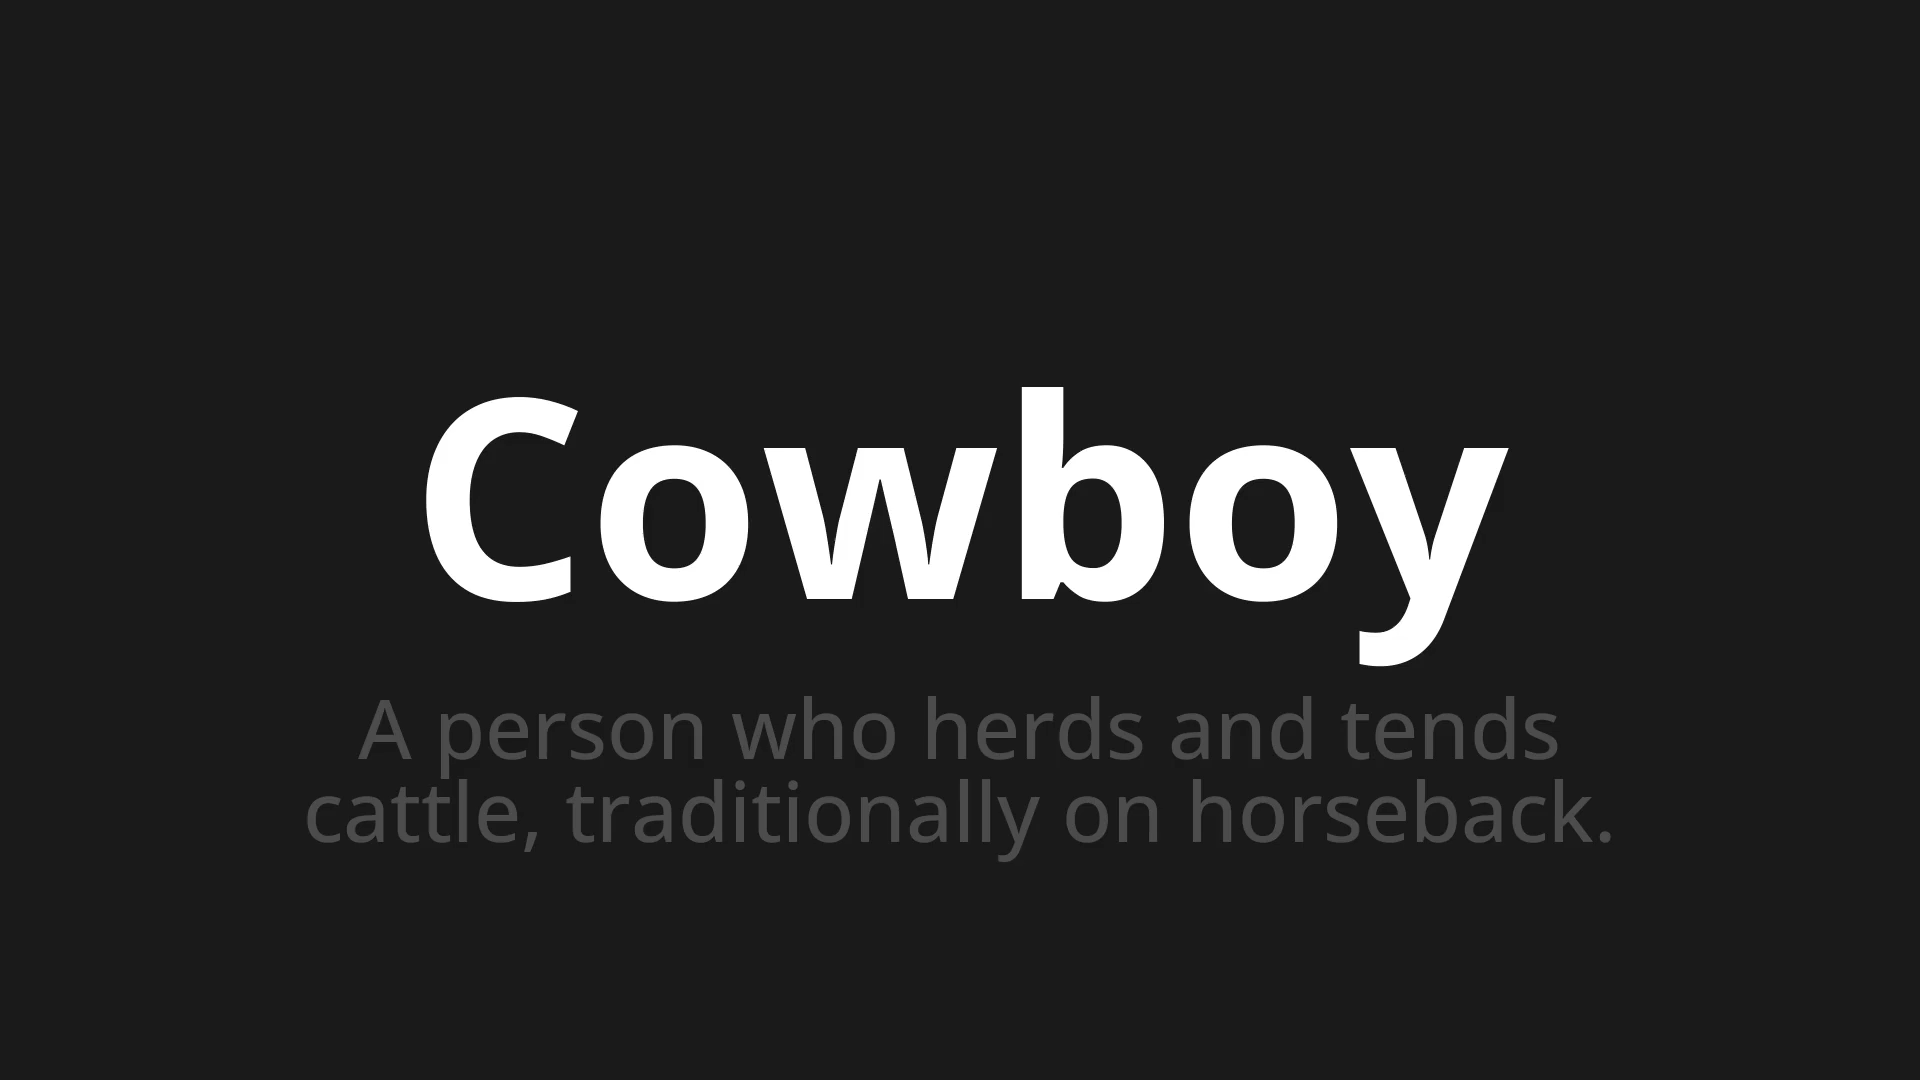 Cowboy
A person who herds and tends
cattle, traditionally on horseback.